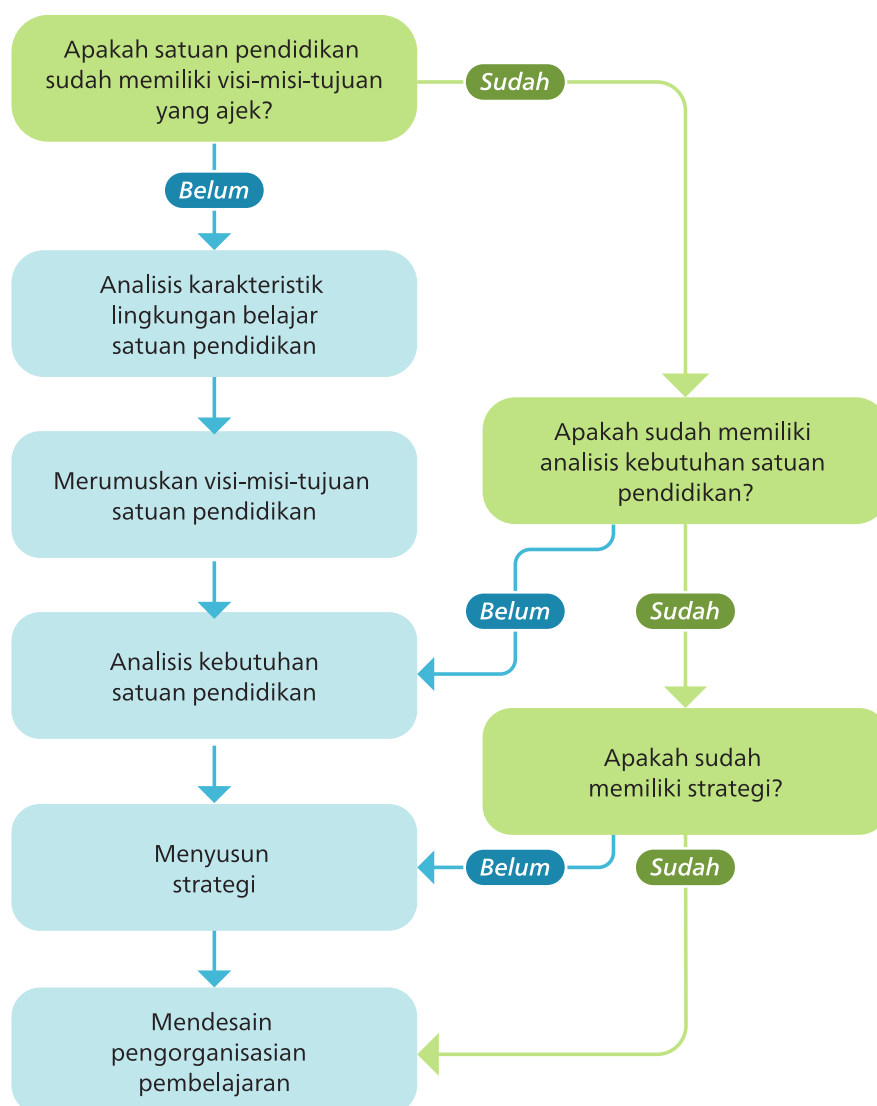 Apakah satuan pendidikan
sudah memiliki visi-misi-tujuan
yang ajek?
Sudah
Belum
Analisis karakteristik
lingkungan belajar
satuan pendidikan
Merumuskan visi-misi-tujuan
satuan pendidikan
Apakah sudah memiliki
analisis kebutuhan satuan
pendidikan?
Belum
Sudah
Analisis kebutuhan
satuan pendidikan
Apakah sudah
memiliki strategi?
Belum
Sudah
Menyusun
strategi
Mendesain
pengorganisasian
pembelajaran